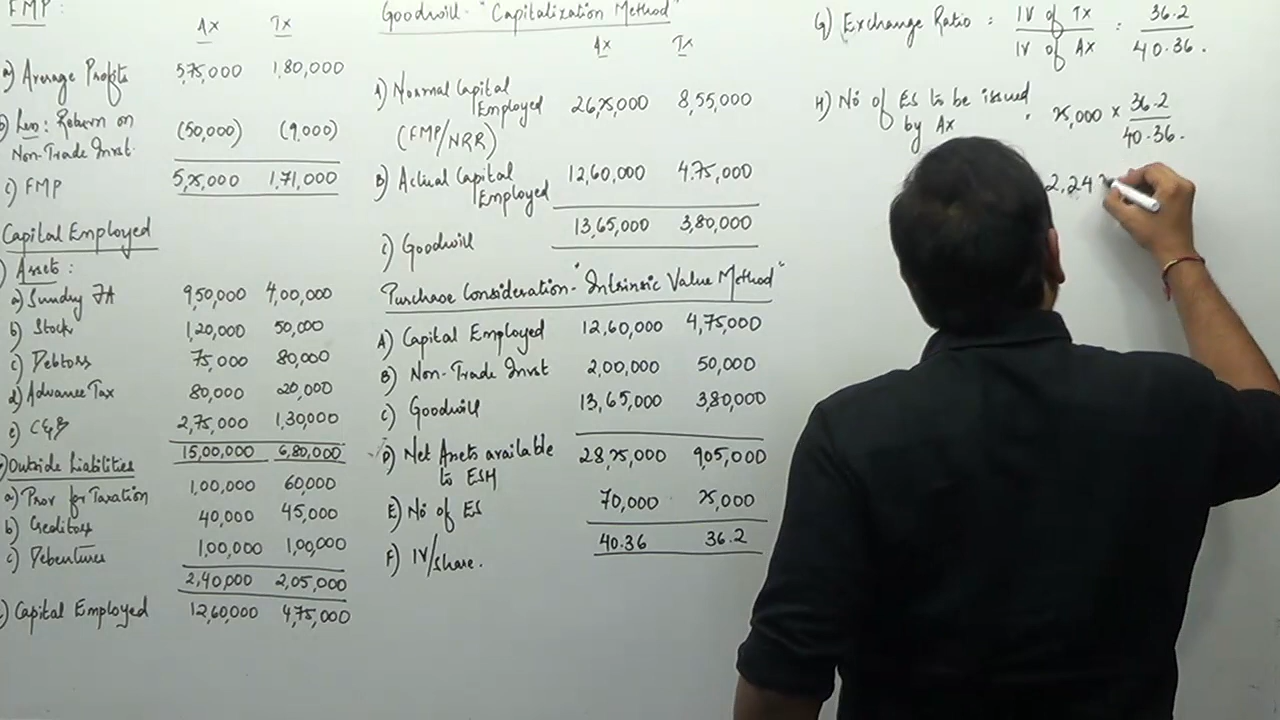 FMP:
Ax Tx
a) Average Profits 5,75,000 1,80,000
b) Less: Return on (50,000) (9,000)
Non-Trade Invst.
c) FMP 5,25,000 1,71,000
Capital Employed
) Assets:
a) Sundry FA 9,50,000 4,00,000
b) Stock 1,20,000 50,000
c) Debtors 75,000 80,000
d) Advance Tax 80,000 20,000
e) C&B 2,75,000 1,30,000
15,00,000 6,80,000
Outside Liabilities
a) Prov for Taxation 1,00,000 60,000
b) Creditors 40,000 45,000
c) Debentures 1,00,000 1,00,000
2,40,000 2,05,000
) Capital Employed 12,60,000 4,75,000
Goodwill - "Capitalization Method"
Ax Tx
A) Normal Capital
Employed 26,25,000 8,55,000
(FMP/NRR)
B) Actual Capital 12,60,000 4,75,000
Employed
C) Goodwill 13,65,000 3,80,000
Purchase Consideration - "Intrinsic Value Method"
A) Capital Employed 12,60,000 4,75,000
B) Non-Trade Invst 2,00,000 50,000
C) Goodwill 13,65,000 3,80,000
D) Net Assets available 28,25,000 905,000
to ESH
E) No of ES 70,000 25,000
F) IV/share. 40.36 36.2
G) Exchange Ratio = IV of Tx = 36.2
IV of Ax 40.36.
H) No of ES to be issued = 25,000 × 36.2
by Ax 40.36.
2,24